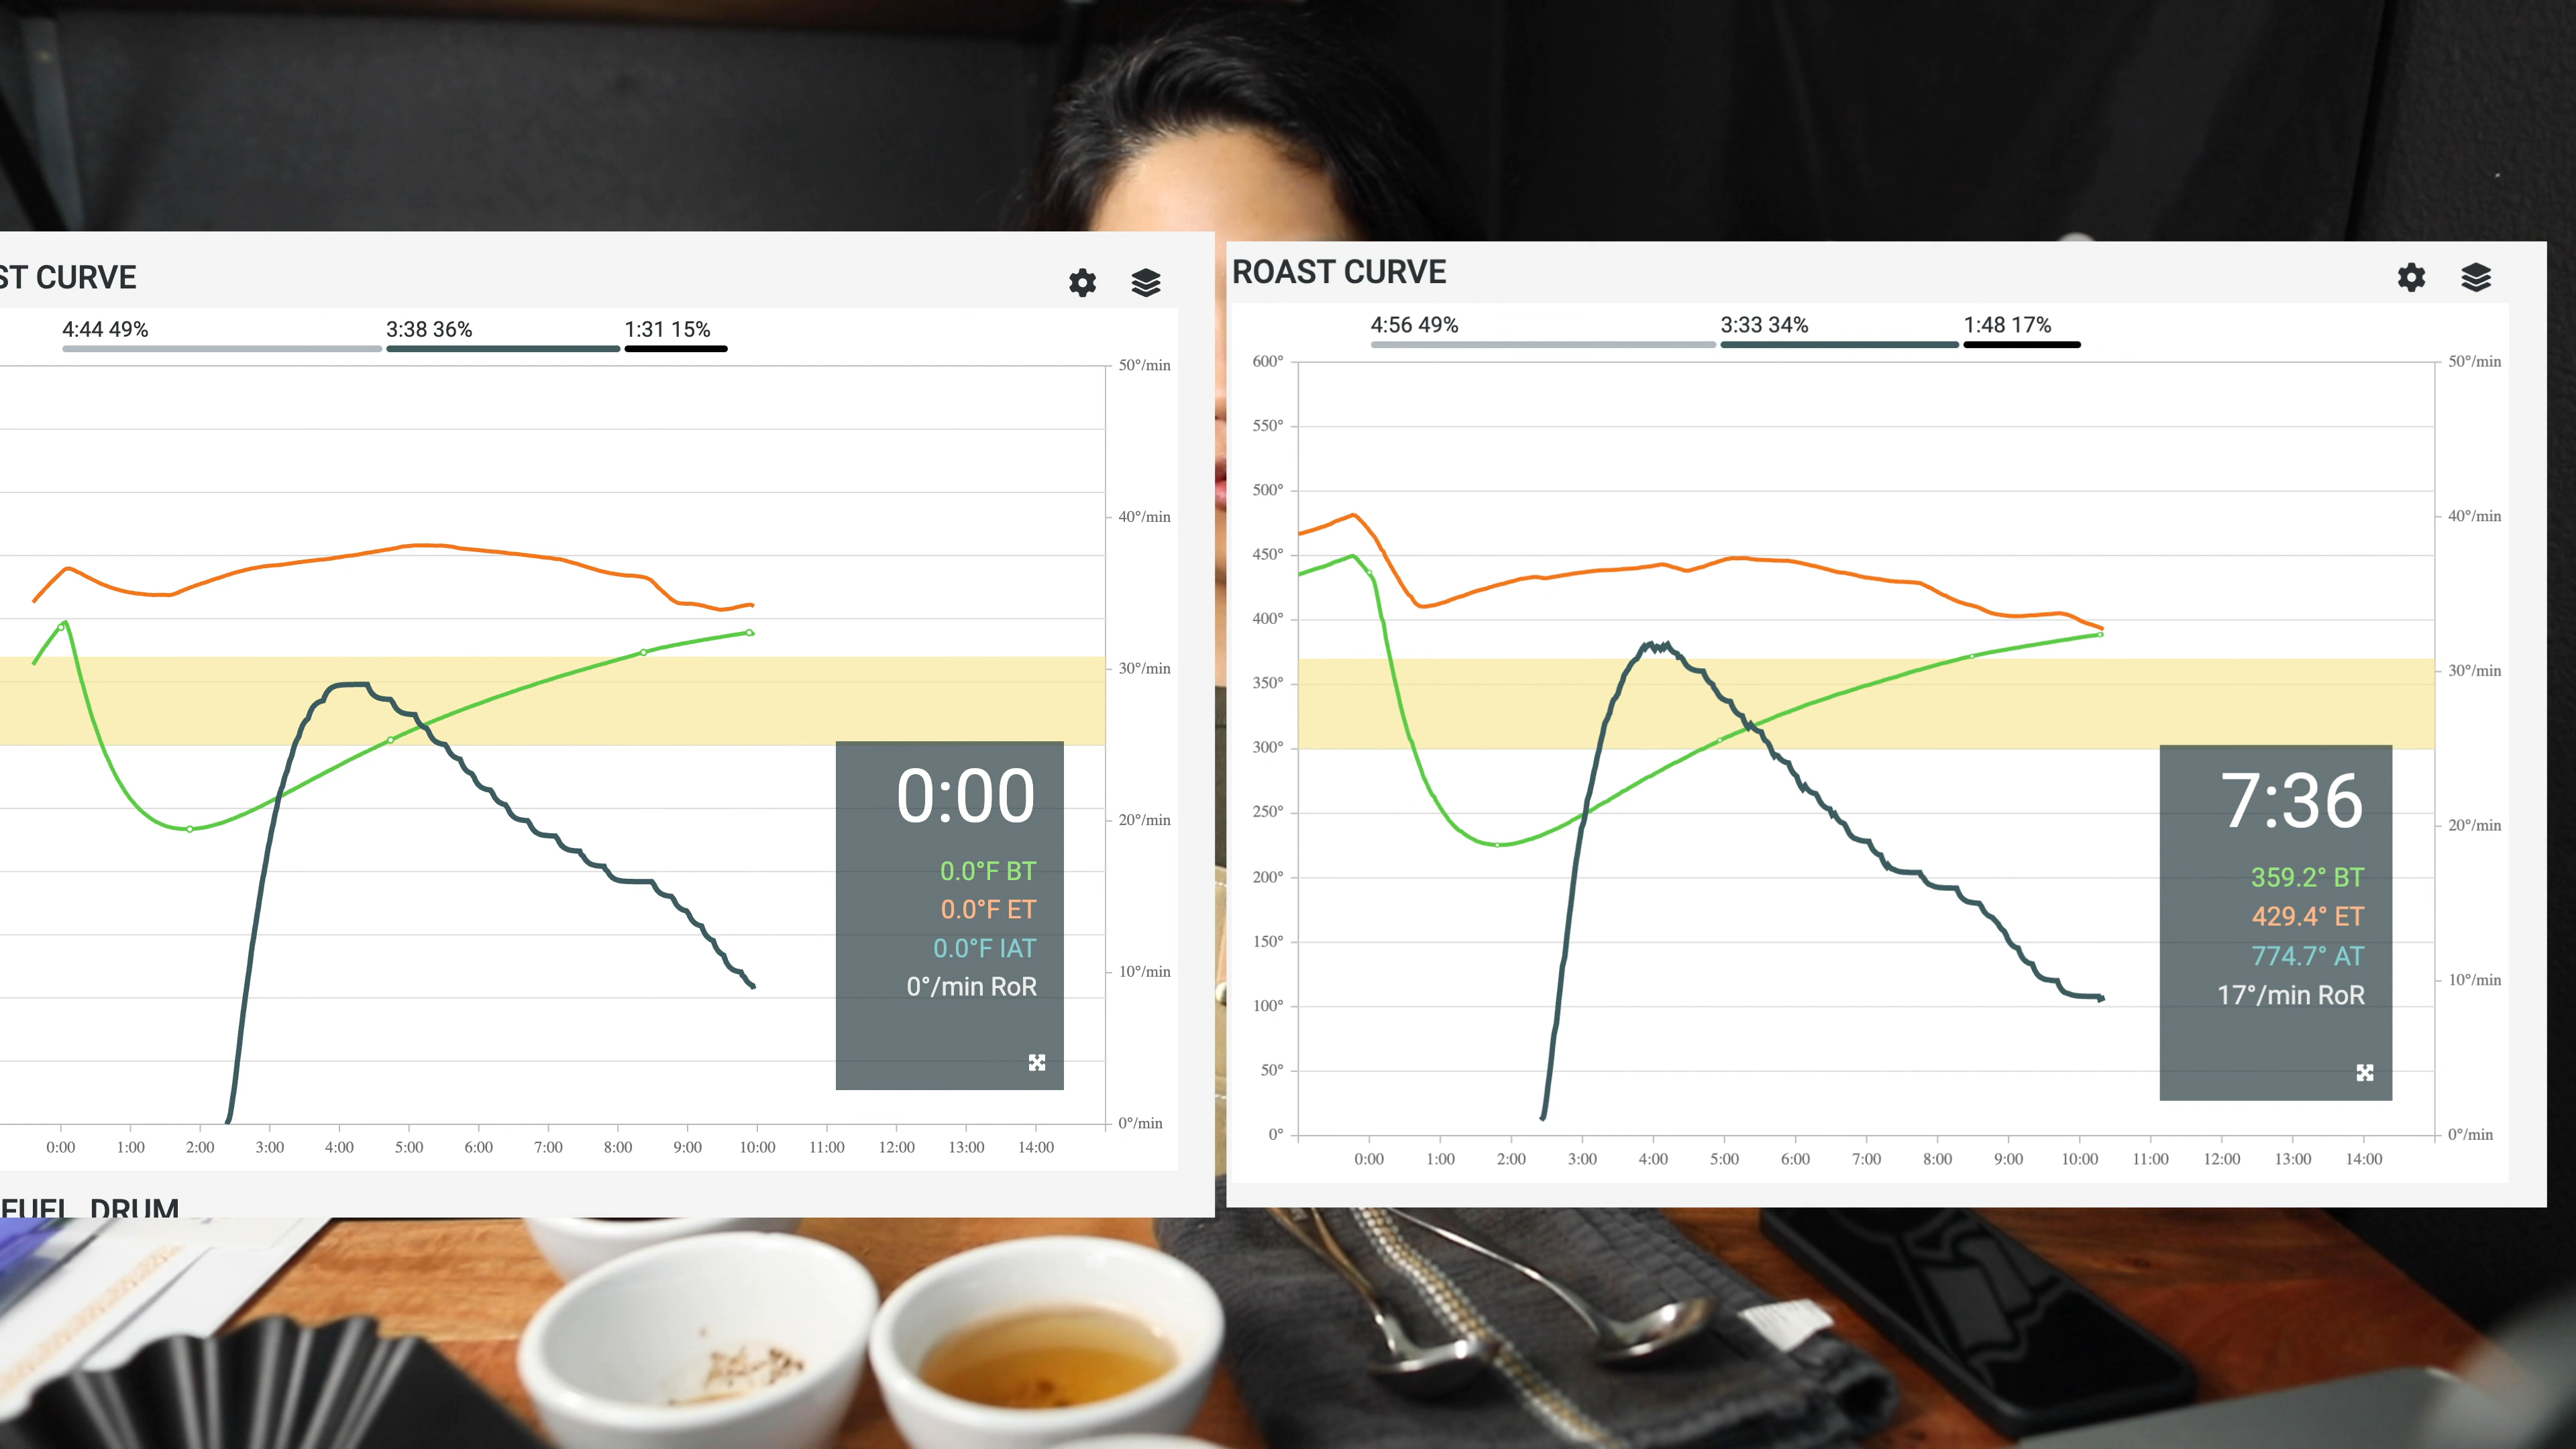 ST CURVE
4:44 49% 3:38 36% 1:31 15%
50°/min
40°/min
30°/min
20°/min
10°/min
0°/min
0:00
0.0°F BT
0.0°F ET
0.0°F IAT
0°/min RoR
0:00 1:00 2:00 3:00 4:00 5:00 6:00 7:00 8:00 9:00 10:00 11:00 12:00 13:00 14:00
FUEL DRUM
ROAST CURVE
4:56 49% 3:33 34% 1:48 17%
600° 50°/min
550°
500° 40°/min
450°
400°
350° 30°/min
300°
250°
200° 20°/min
150°
100° 10°/min
50°
0° 0°/min
7:36
359.2° BT
429.4° ET
774.7° AT
17°/min RoR
0:00 1:00 2:00 3:00 4:00 5:00 6:00 7:00 8:00 9:00 10:00 11:00 12:00 13:00 14:00